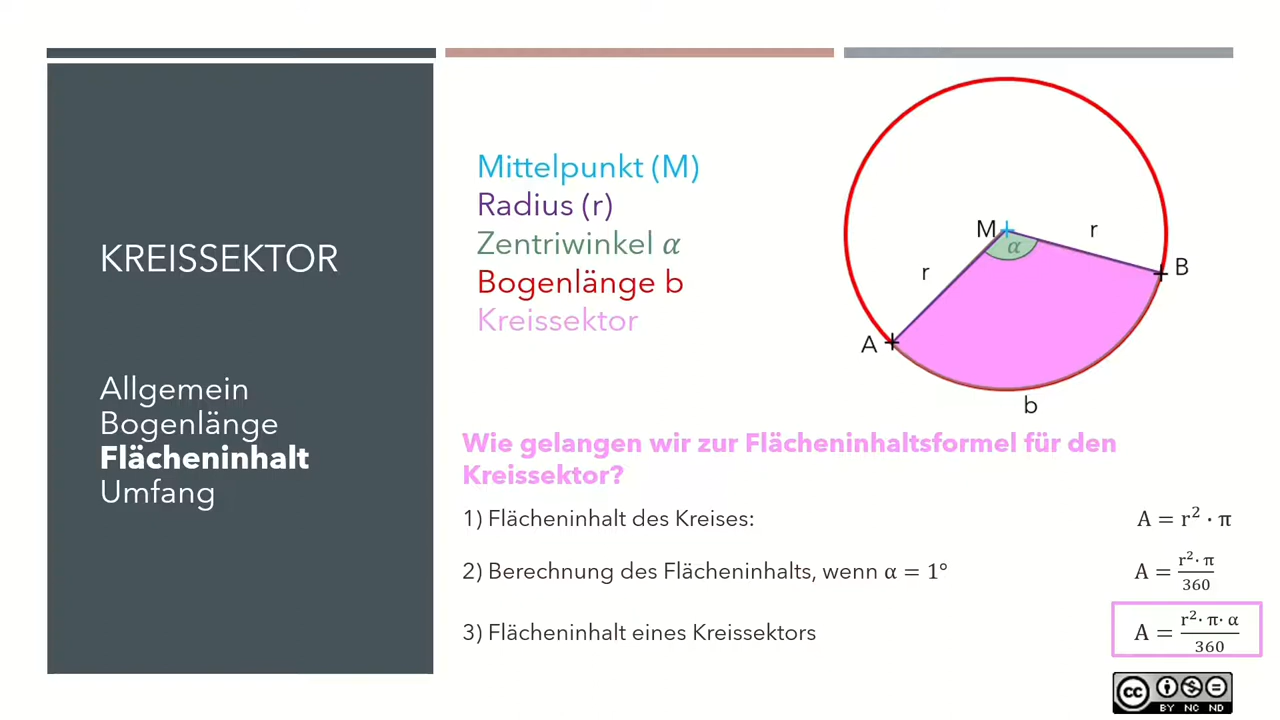 KREISSEKTOR
Allgemein
Bogenlänge
Flächeninhalt
Umfang
Mittelpunkt (M)
Radius (r)
Zentriwinkel α
Bogenlänge b
Kreissektor
M
r
α
r
B
A
b
Wie gelangen wir zur Flächeninhaltsformel für den
Kreissektor?
1) Flächeninhalt des Kreises: A = r² · π
2) Berechnung des Flächeninhalts, wenn α = 1° A = r²· π / 360
3) Flächeninhalt eines Kreissektors A = r²· π· α / 360
cc
BY NC ND